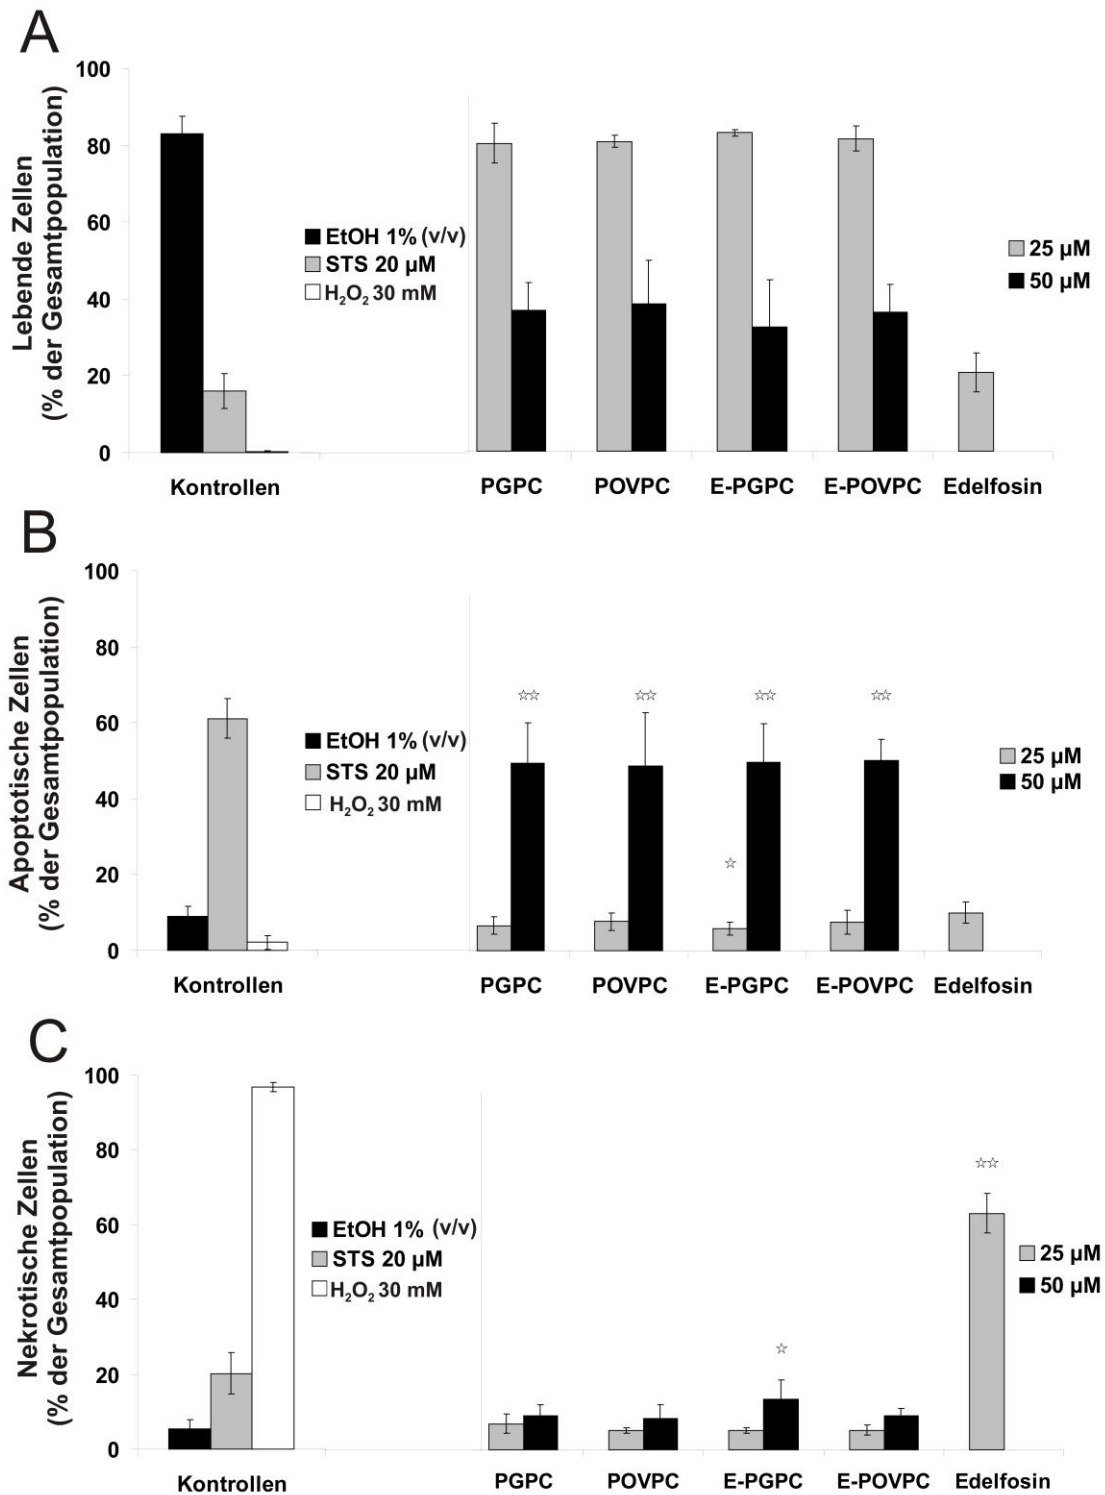 A
Lebende Zellen
(% der Gesamtpopulation)
100
80
60
40
20
0
EtOH 1% (v/v)
STS 20 µM
H₂O₂ 30 mM
25 µM
50 µM
Kontrollen PGPC POVPC E-PGPC E-POVPC Edelfosin
B
Apoptotische Zellen
(% der Gesamtpopulation)
100
80
60
40
20
0
☆☆ ☆☆ ☆☆ ☆☆
☆
EtOH 1% (v/v)
STS 20 µM
H₂O₂ 30 mM
25 µM
50 µM
Kontrollen PGPC POVPC E-PGPC E-POVPC Edelfosin
C
Nekrotische Zellen
(% der Gesamtpopulation)
100
80
60
40
20
0
☆☆
☆
EtOH 1% (v/v)
STS 20 µM
H₂O₂ 30 mM
25 µM
50 µM
Kontrollen PGPC POVPC E-PGPC E-POVPC Edelfosin